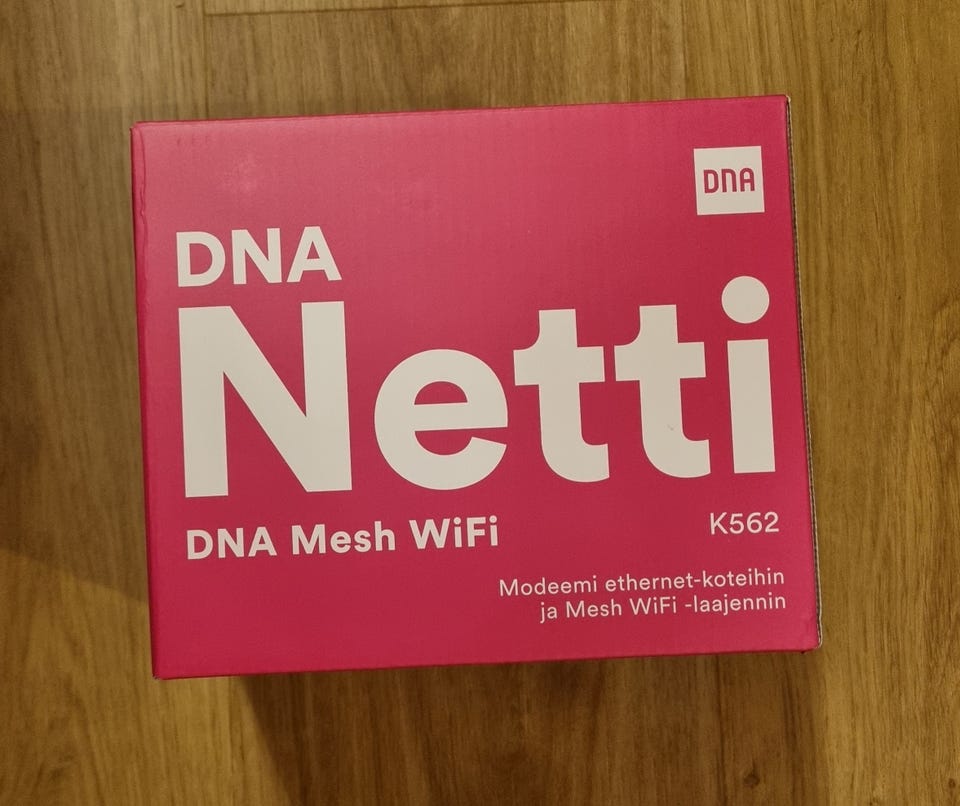 DNA
DNA
Netti
DNA Mesh WiFi
K562
Modeemi ethernet-koteihin
ja Mesh WiFi -laajennin